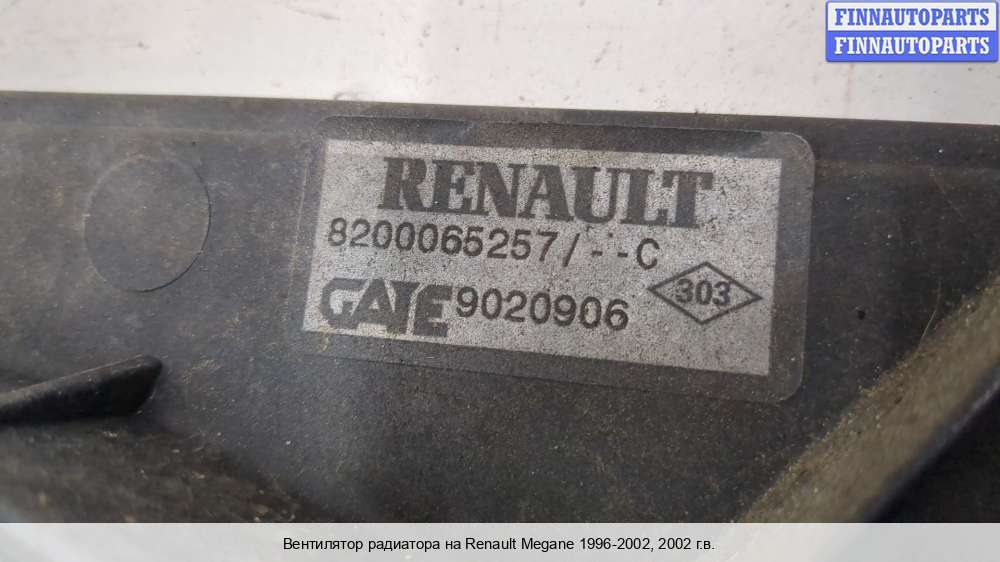 FINNAUTOPARTS
FINNAUTOPARTS
RENAULT
8200065257/--C
GATE 9020906
303
Вентилятор радиатора на Renault Megane 1996-2002, 2002 г.в.